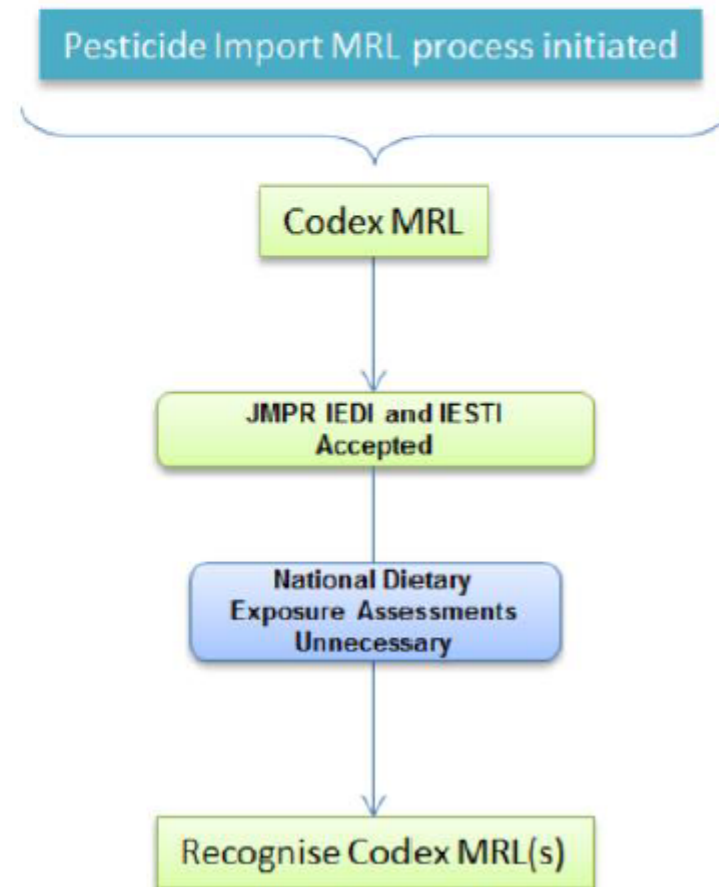 Pesticide Import MRL process initiated
Codex MRL
JMPR IEDI and IESTI
Accepted
National Dietary
Exposure Assessments
Unnecessary
Recognise Codex MRL(s)